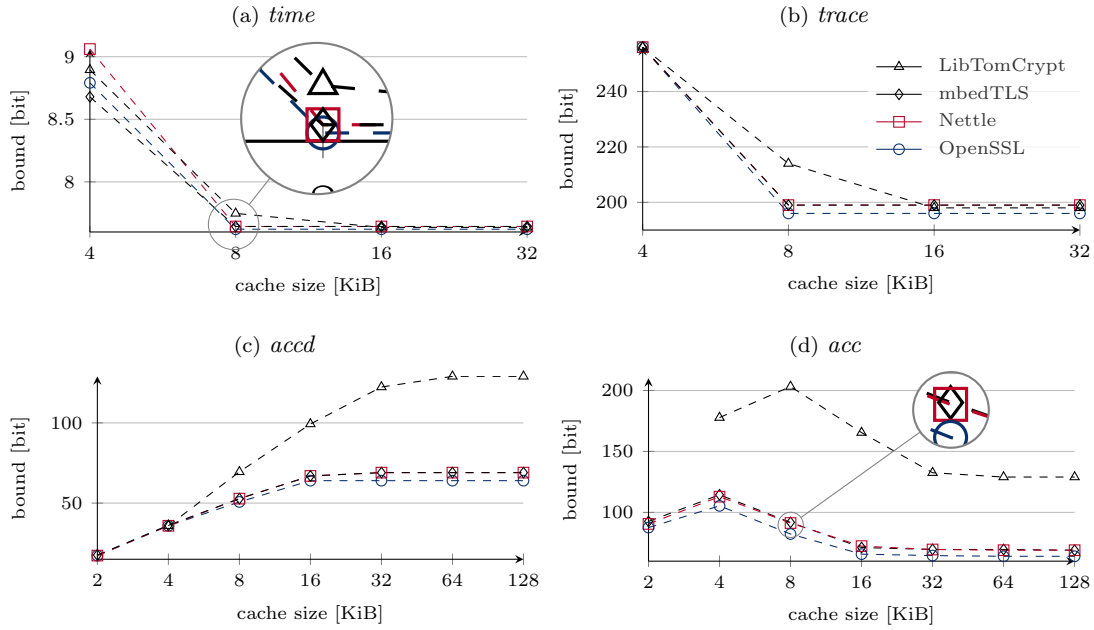 (a) time
9
8.5
8
bound [bit]
4
8
16
32
cache size [KiB]
(b) trace
240
220
200
bound [bit]
LibTomCrypt
mbedTLS
Nettle
OpenSSL
4
8
16
32
cache size [KiB]
(c) accd
100
50
bound [bit]
2
4
8
16
32
64
128
cache size [KiB]
(d) acc
200
150
100
bound [bit]
2
4
8
16
32
64
128
cache size [KiB]